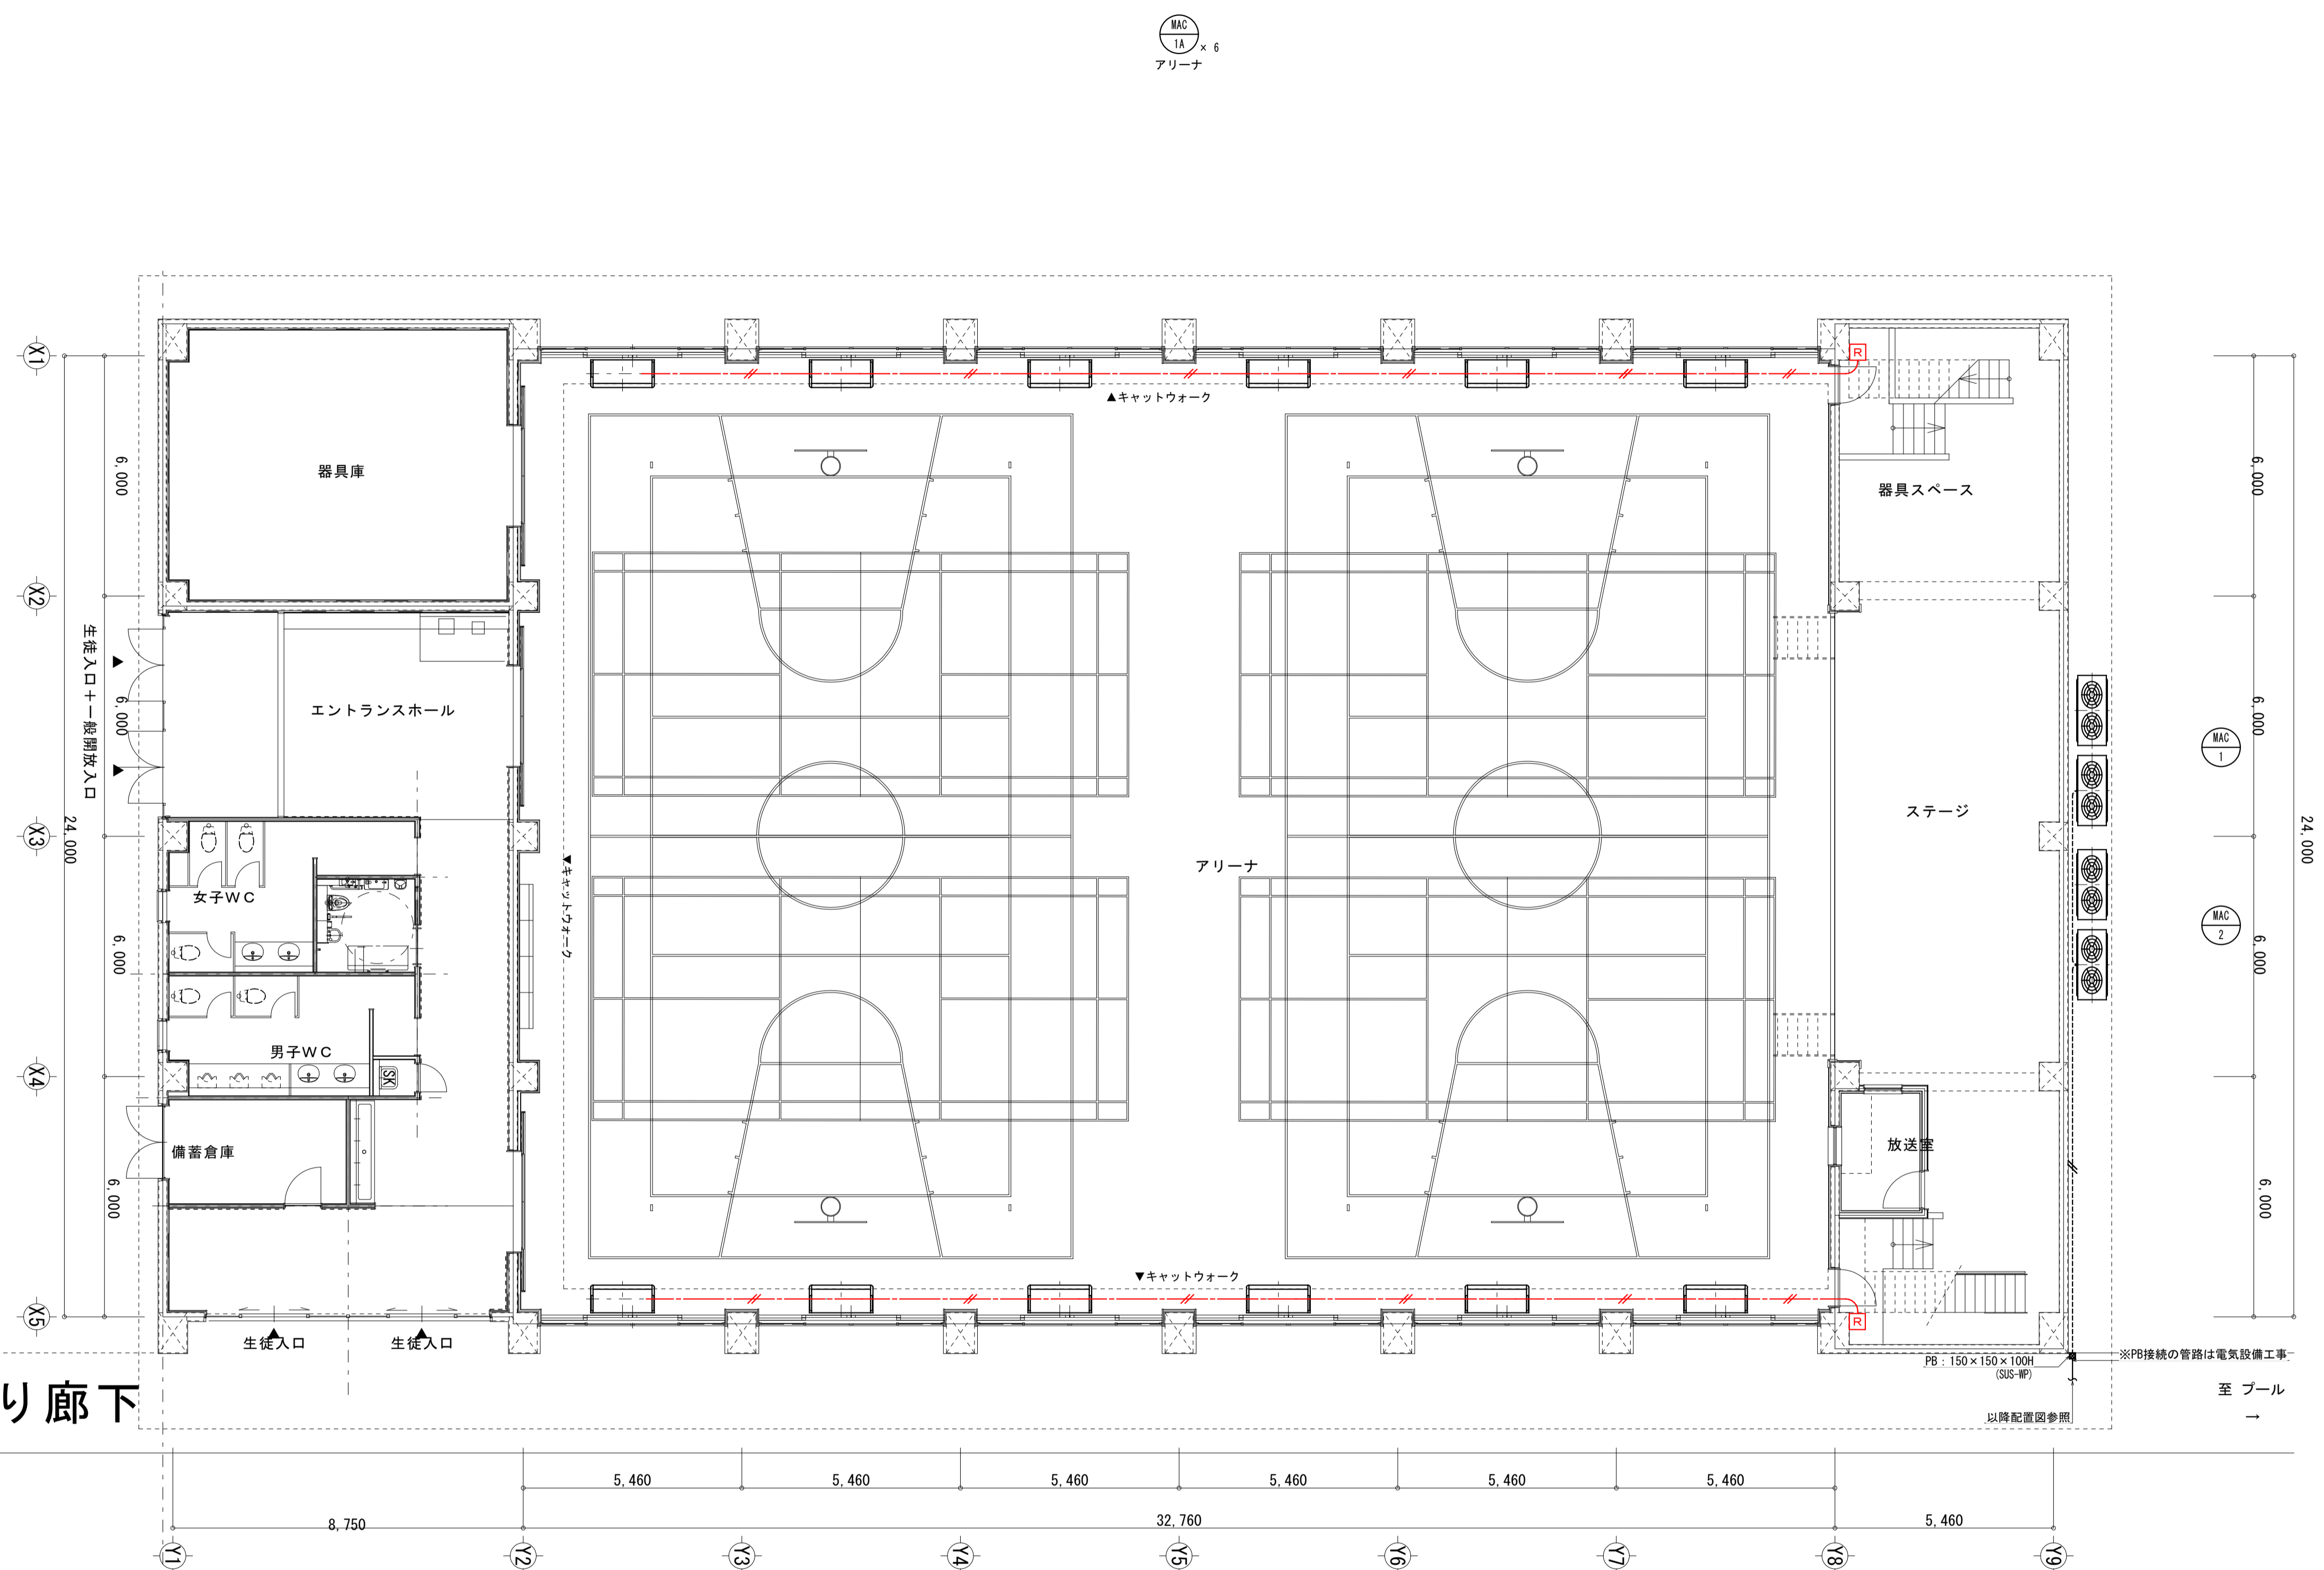 MAC
1A × 6
アリーナ
X1
R
▲キャットウォーク
6,000
器具庫
6,000
器具スペース
X2
生徒入口＋一般開放入口
6,000
エントランスホール
6,000
MAC
1
24,000
X3
24,000
ステージ
アリーナ
▼キャットウォーク
女子WC
6,000
MAC
2
6,000
男子WC
SK
X4
備蓄倉庫
放送室
6,000
6,000
▼キャットウォーク
X5
生徒入口
生徒入口
R
PB：150×150×100H
(SUS-WP)
※PB接続の管路は電気設備工事
至 プール
→
り廊下
以降配置図参照
5,460 5,460 5,460 5,460 5,460 5,460
8,750 32,760 5,460
Y1 Y2 Y3 Y4 Y5 Y6 Y7 Y8 Y9